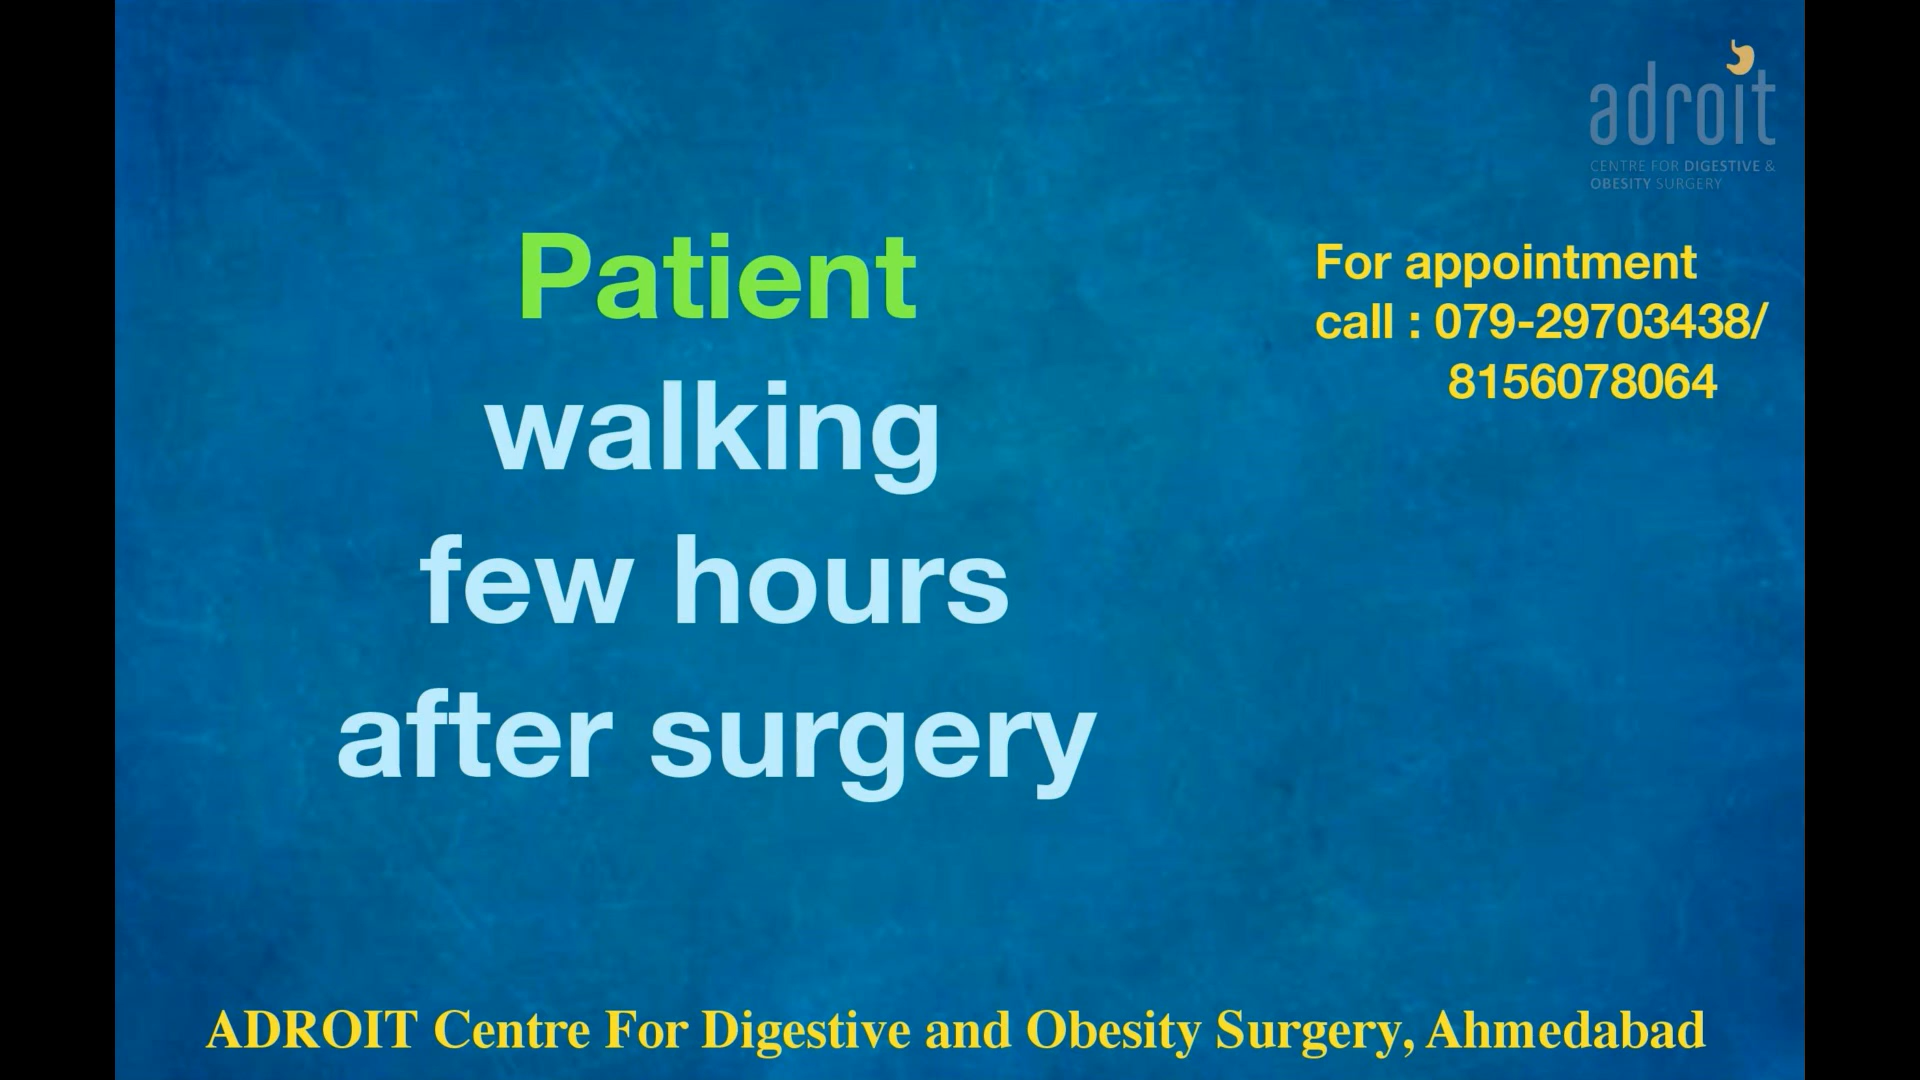 adroit
CENTRE FOR DIGESTIVE &
OBESITY SURGERY
Patient
walking
few hours
after surgery
For appointment
call : 079-29703438/
8156078064
ADROIT Centre For Digestive and Obesity Surgery, Ahmedabad